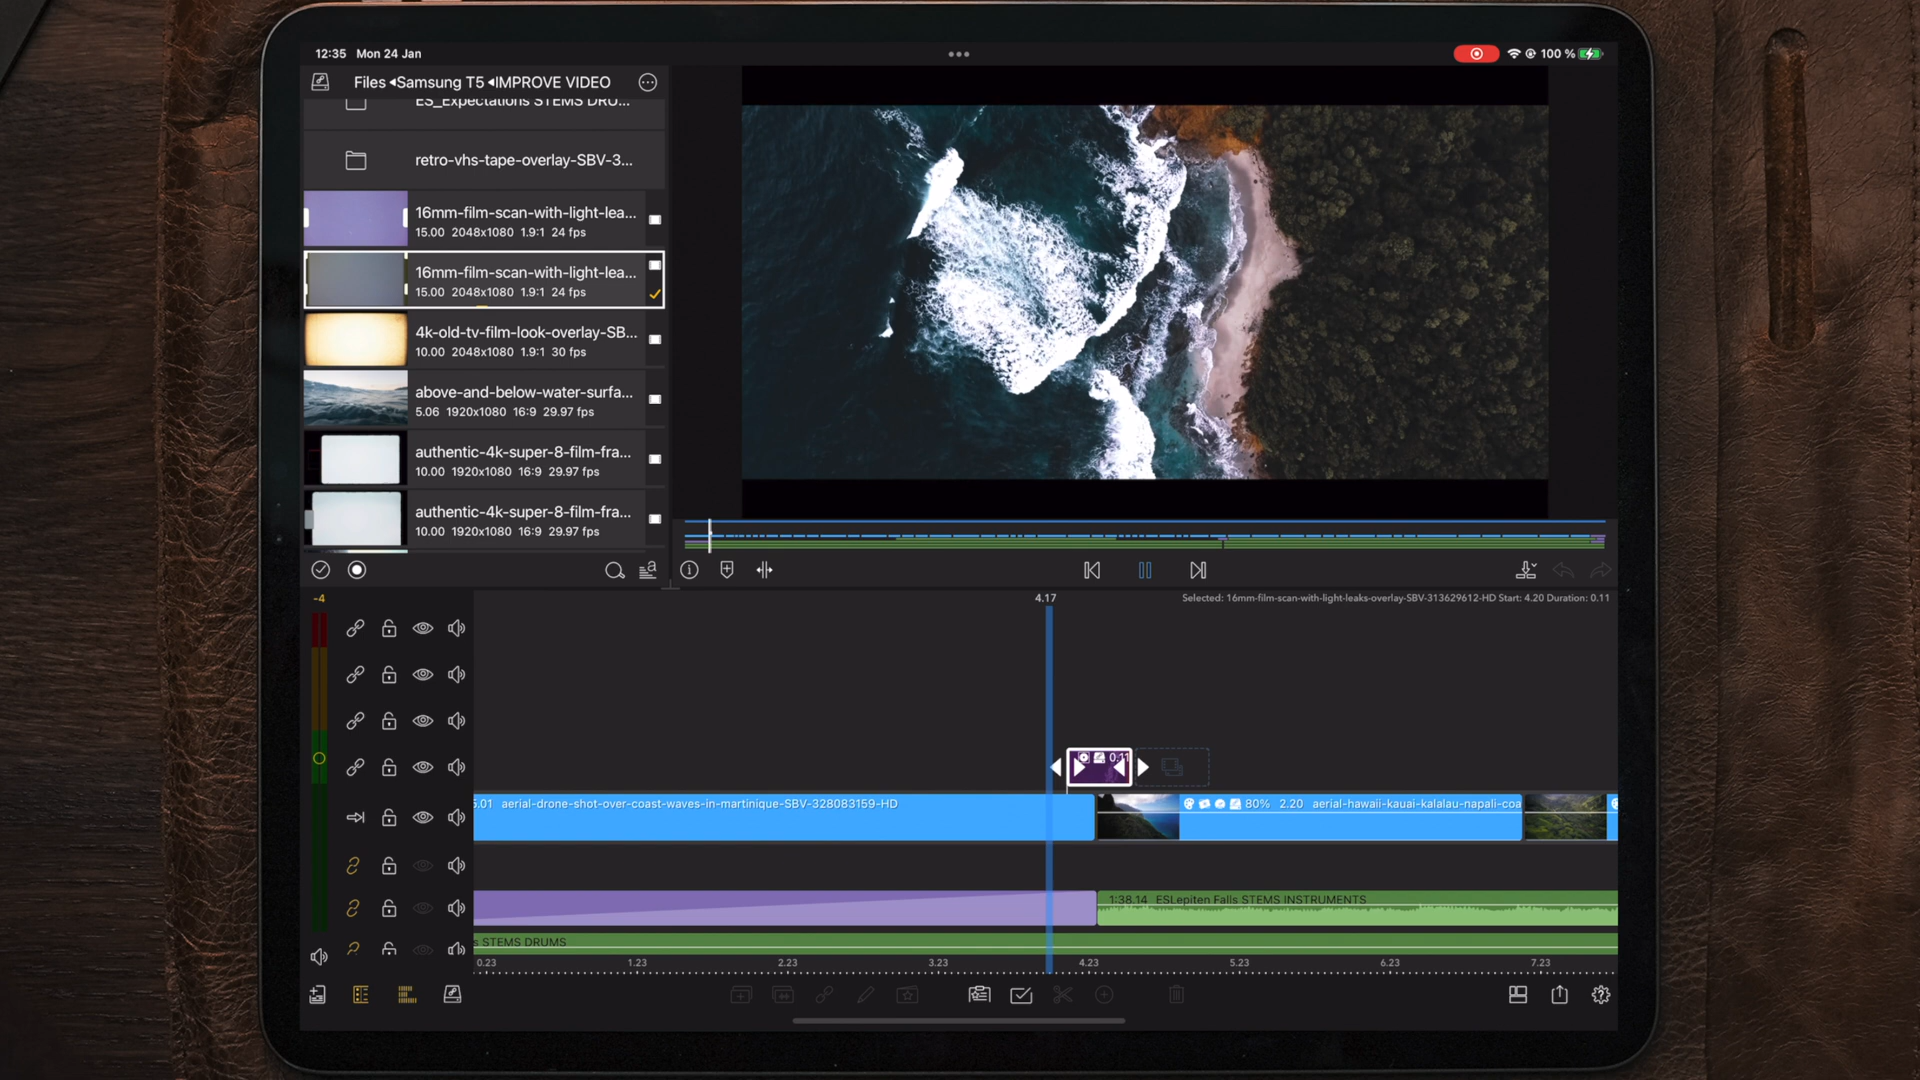 12:35 Mon 24 Jan
100 %
Files ◂Samsung T5 ◂IMPROVE VIDEO
ES_Expectations STEMS DRU...
retro-vhs-tape-overlay-SBV-3...
16mm-film-scan-with-light-lea...
15.00 2048x1080 1.9:1 24 fps
16mm-film-scan-with-light-lea...
15.00 2048x1080 1.9:1 24 fps
4k-old-tv-film-look-overlay-SB...
10.00 2048x1080 1.9:1 30 fps
above-and-below-water-surfa...
5.06 1920x1080 16:9 29.97 fps
authentic-4k-super-8-film-fra...
10.00 1920x1080 16:9 29.97 fps
authentic-4k-super-8-film-fra...
10.00 1920x1080 16:9 29.97 fps
-4
4.17
Selected: 16mm-film-scan-with-light-leaks-overlay-SBV-313629612-HD Start: 4.20 Duration: 0.11
0.11
5.01 aerial-drone-shot-over-coast-waves-in-martinique-SBV-328083159-HD
80% 2.20 aerial-hawaii-kauai-kalalau-napali-coa
1:38.14 ESLepiten Falls STEMS INSTRUMENTS
s STEMS DRUMS
0.23 1.23 2.23 3.23 4.23 5.23 6.23 7.23